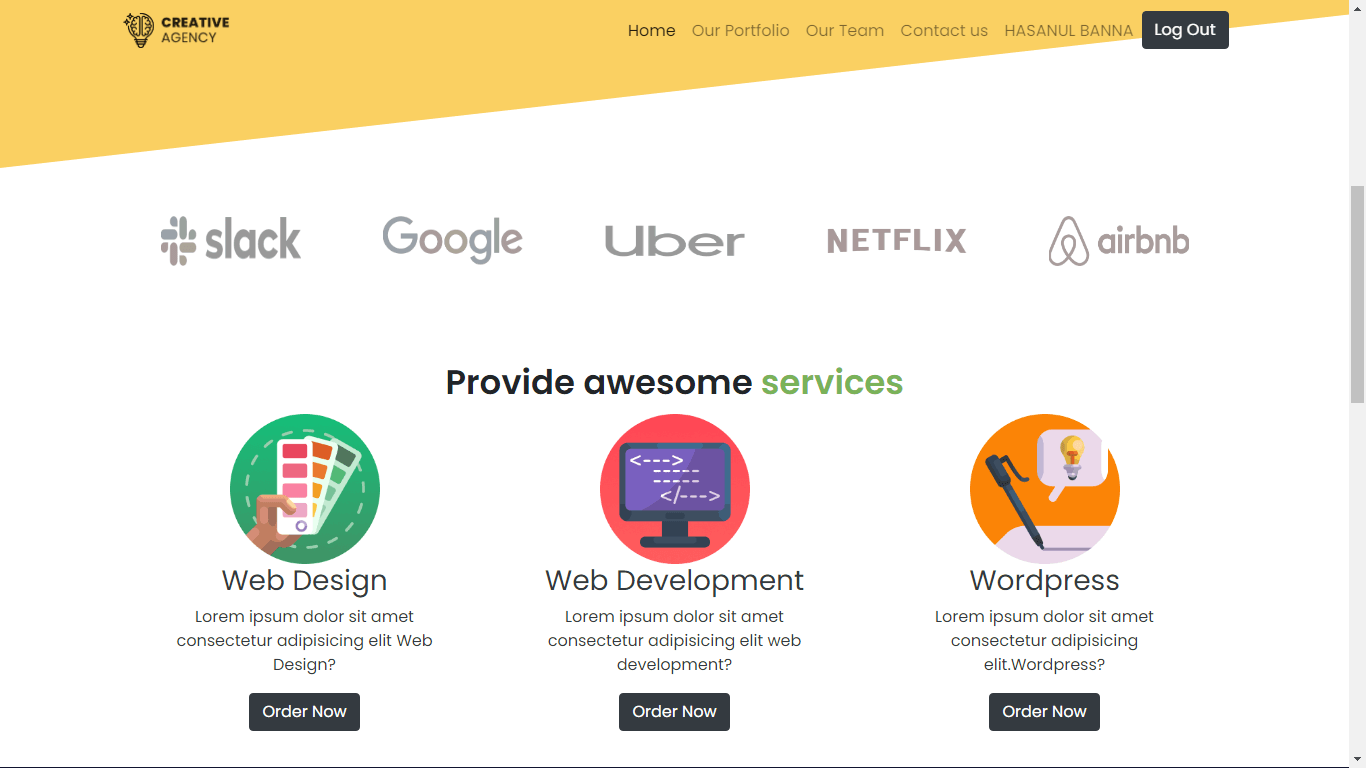 CREATIVE
AGENCY
Home Our Portfolio Our Team Contact us HASANUL BANNA Log Out
slack Google Uber NETFLIX airbnb
Provide awesome services
<---> 
</--->
Web Design
Lorem ipsum dolor sit amet
consectetur adipisicing elit Web
Design?
Order Now
Web Development
Lorem ipsum dolor sit amet
consectetur adipisicing elit web
development?
Order Now
Wordpress
Lorem ipsum dolor sit amet
consectetur adipisicing
elit.Wordpress?
Order Now